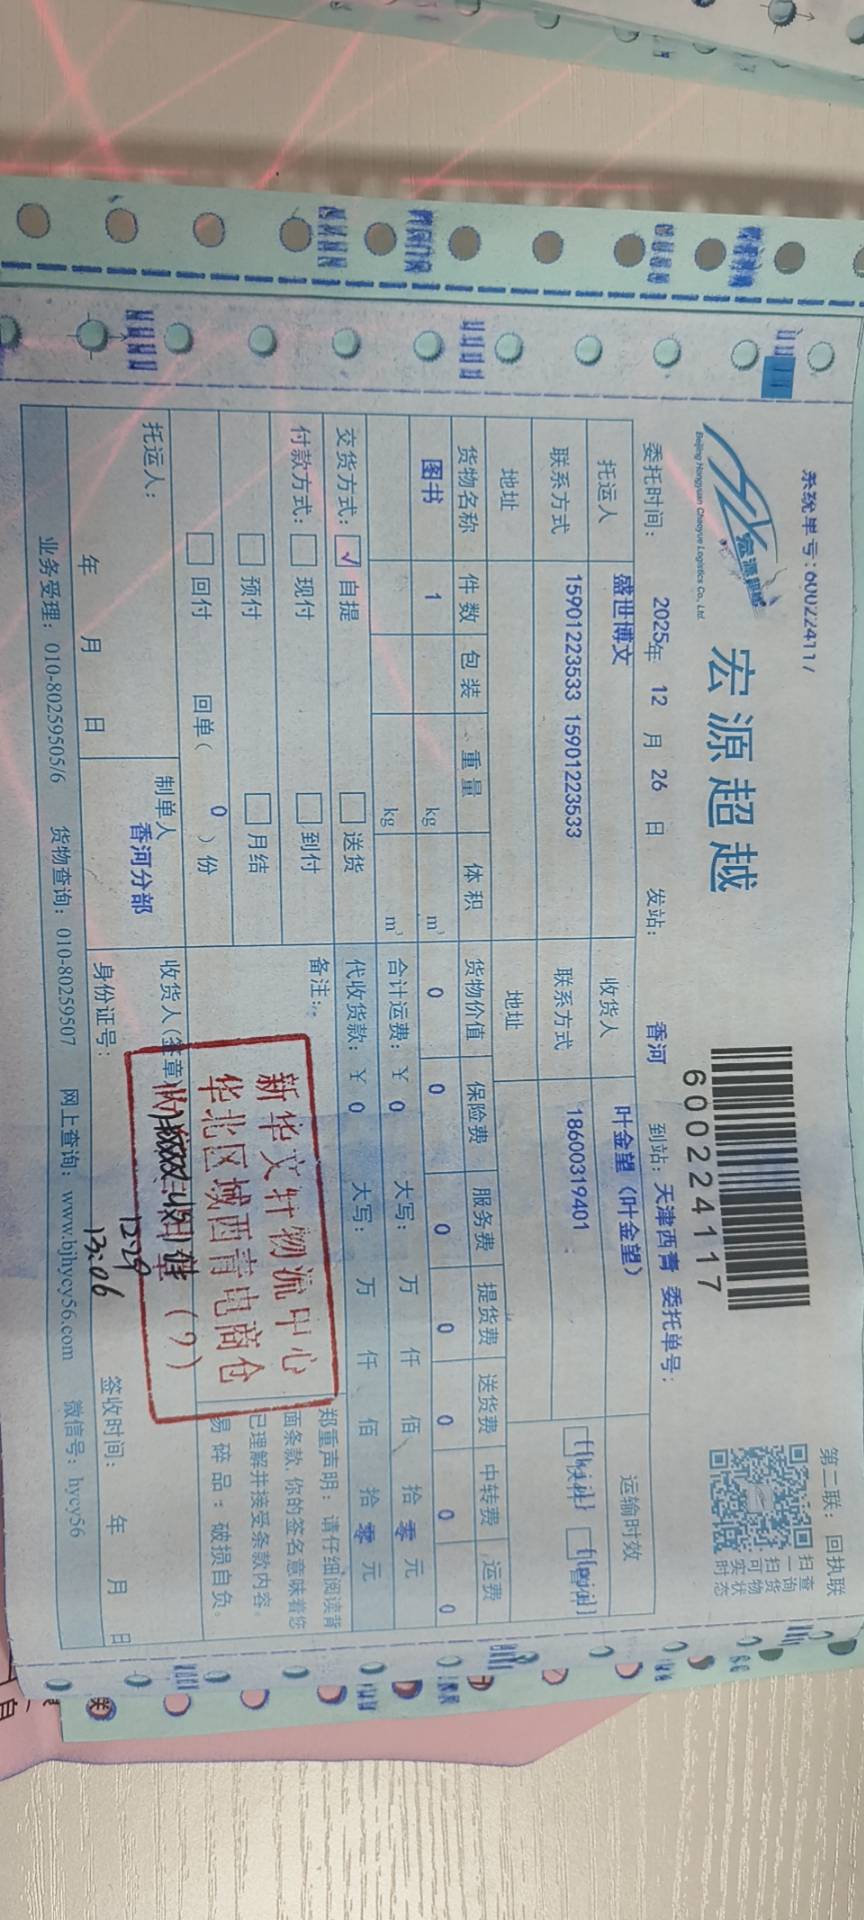 系统单号:600224117
第二联：回执联
宏源超越
Beijing Hongyuan Chaoyue Logistics Co., Ltd.
宏源超越
600224117
扫一扫可实时
查询货物状态
委托时间： 2025年 12 月 26 日 发站： 香河 到站：天津西青 委托单号：
托运人 盛世博文 收货人 叶金望（叶金望） 运输时效
联系方式 15901223533 15901223533 联系方式 18600319401
地址 地址
货物名称 件数 包装 重量 体积 货物价值 保险费 服务费 提货费 送货费 中转费 运费
图书 1 kg m³ 0 0 0 0 0 0 0
kg m³ 合计运费：￥ 0 大写： 万 仟 佰 拾 零 元
交货方式：☑自提 □送货 代收货款：￥ 0 大写： 万 仟 佰 拾 零 元
付款方式：□现付 □到付 备注：
□预付 □月结
□回付 回单（ 0 ）份
郑重声明：请仔细阅读背
面条款,你的签名意味着您
已理解并接受条款内容。
易碎品：破损自负。
新华文轩物流中心
华北区域西青电商仓
(7)
托运人： 制单人 收货人(签章)
香河分部
1229
13:06
年 月 日 身份证号： 签收时间： 年 月 日
业务受理：010-80259505/6 货物查询：010-80259507 网上查询：www.bjhycy56.com 微信号：hycy56